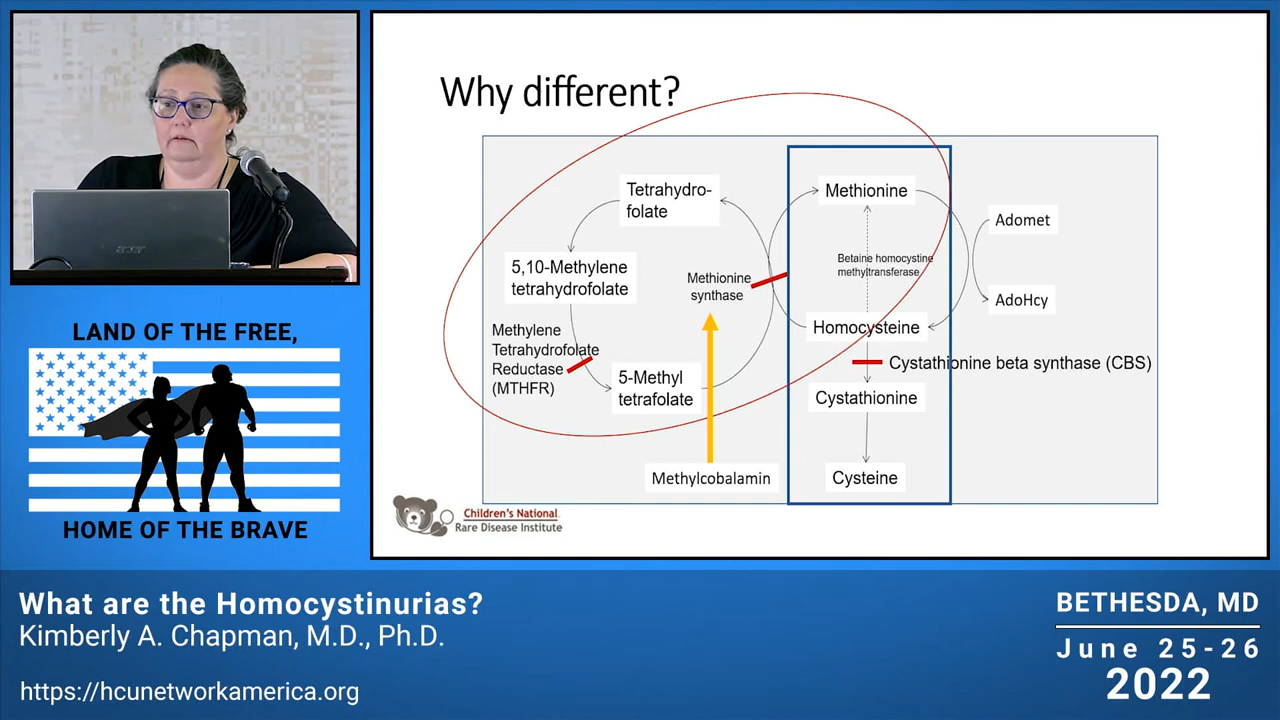 Why different?
Tetrahydro-
folate
Methionine
Adomet
5,10-Methylene
tetrahydrofolate
Methionine
synthase
Betaine homocystine
methyltransferase
AdoHcy
Homocysteine
Methylene
Tetrahydrofolate
Reductase
(MTHFR)
5-Methyl
tetrafolate
Cystathionine beta synthase (CBS)
Cystathionine
Methylcobalamin
Cysteine
Children's National
Rare Disease Institute
acer
LAND OF THE FREE,
HOME OF THE BRAVE
What are the Homocystinurias?
Kimberly A. Chapman, M.D., Ph.D.
https://hcunetworkamerica.org
BETHESDA, MD
June 25-26
2022